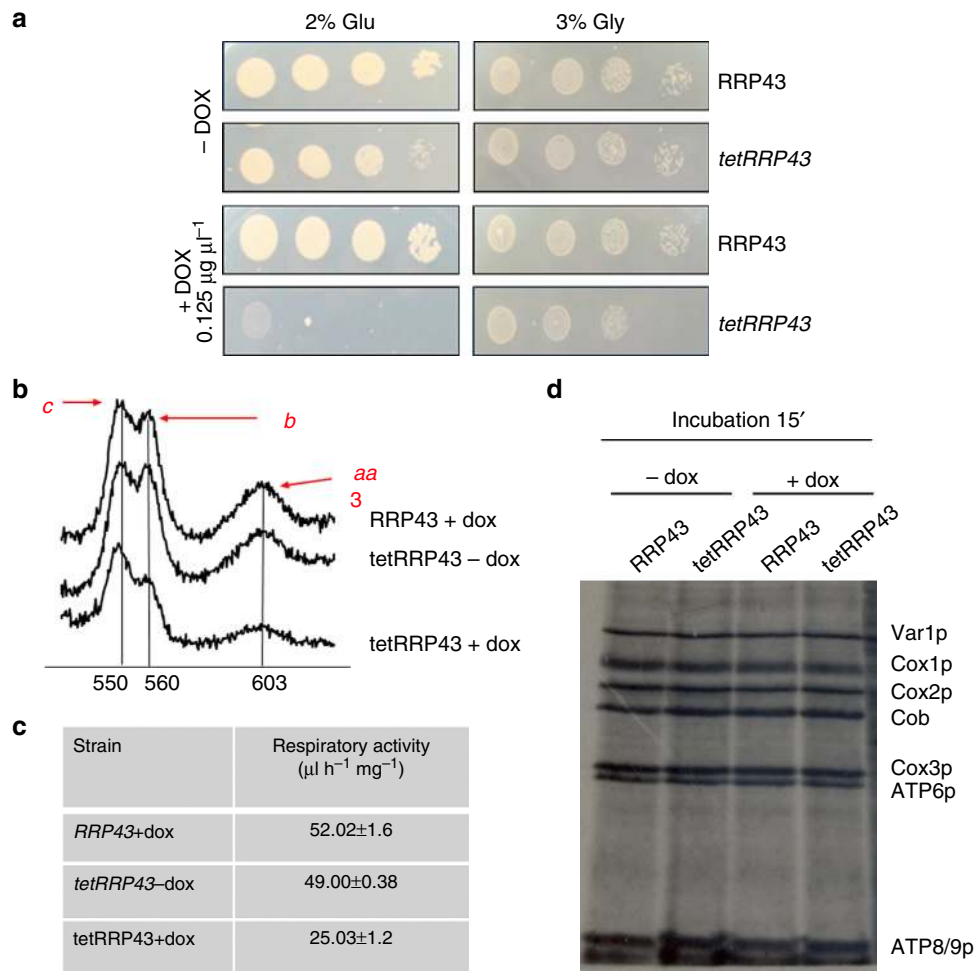 a
2% Glu
3% Gly
– DOX
RRP43
tetRRP43
+ DOX
0.125 µg µl⁻¹
RRP43
tetRRP43
b
c
b
aa
3
RRP43 + dox
tetRRP43 – dox
tetRRP43 + dox
550
560
603
c
Strain
Respiratory activity
(µl h⁻¹ mg⁻¹)
RRP43+dox
52.02±1.6
tetRRP43–dox
49.00±0.38
tetRRP43+dox
25.03±1.2
d
Incubation 15′
– dox
+ dox
RRP43
tetRRP43
RRP43
tetRRP43
Var1p
Cox1p
Cox2p
Cob
Cox3p
ATP6p
ATP8/9p